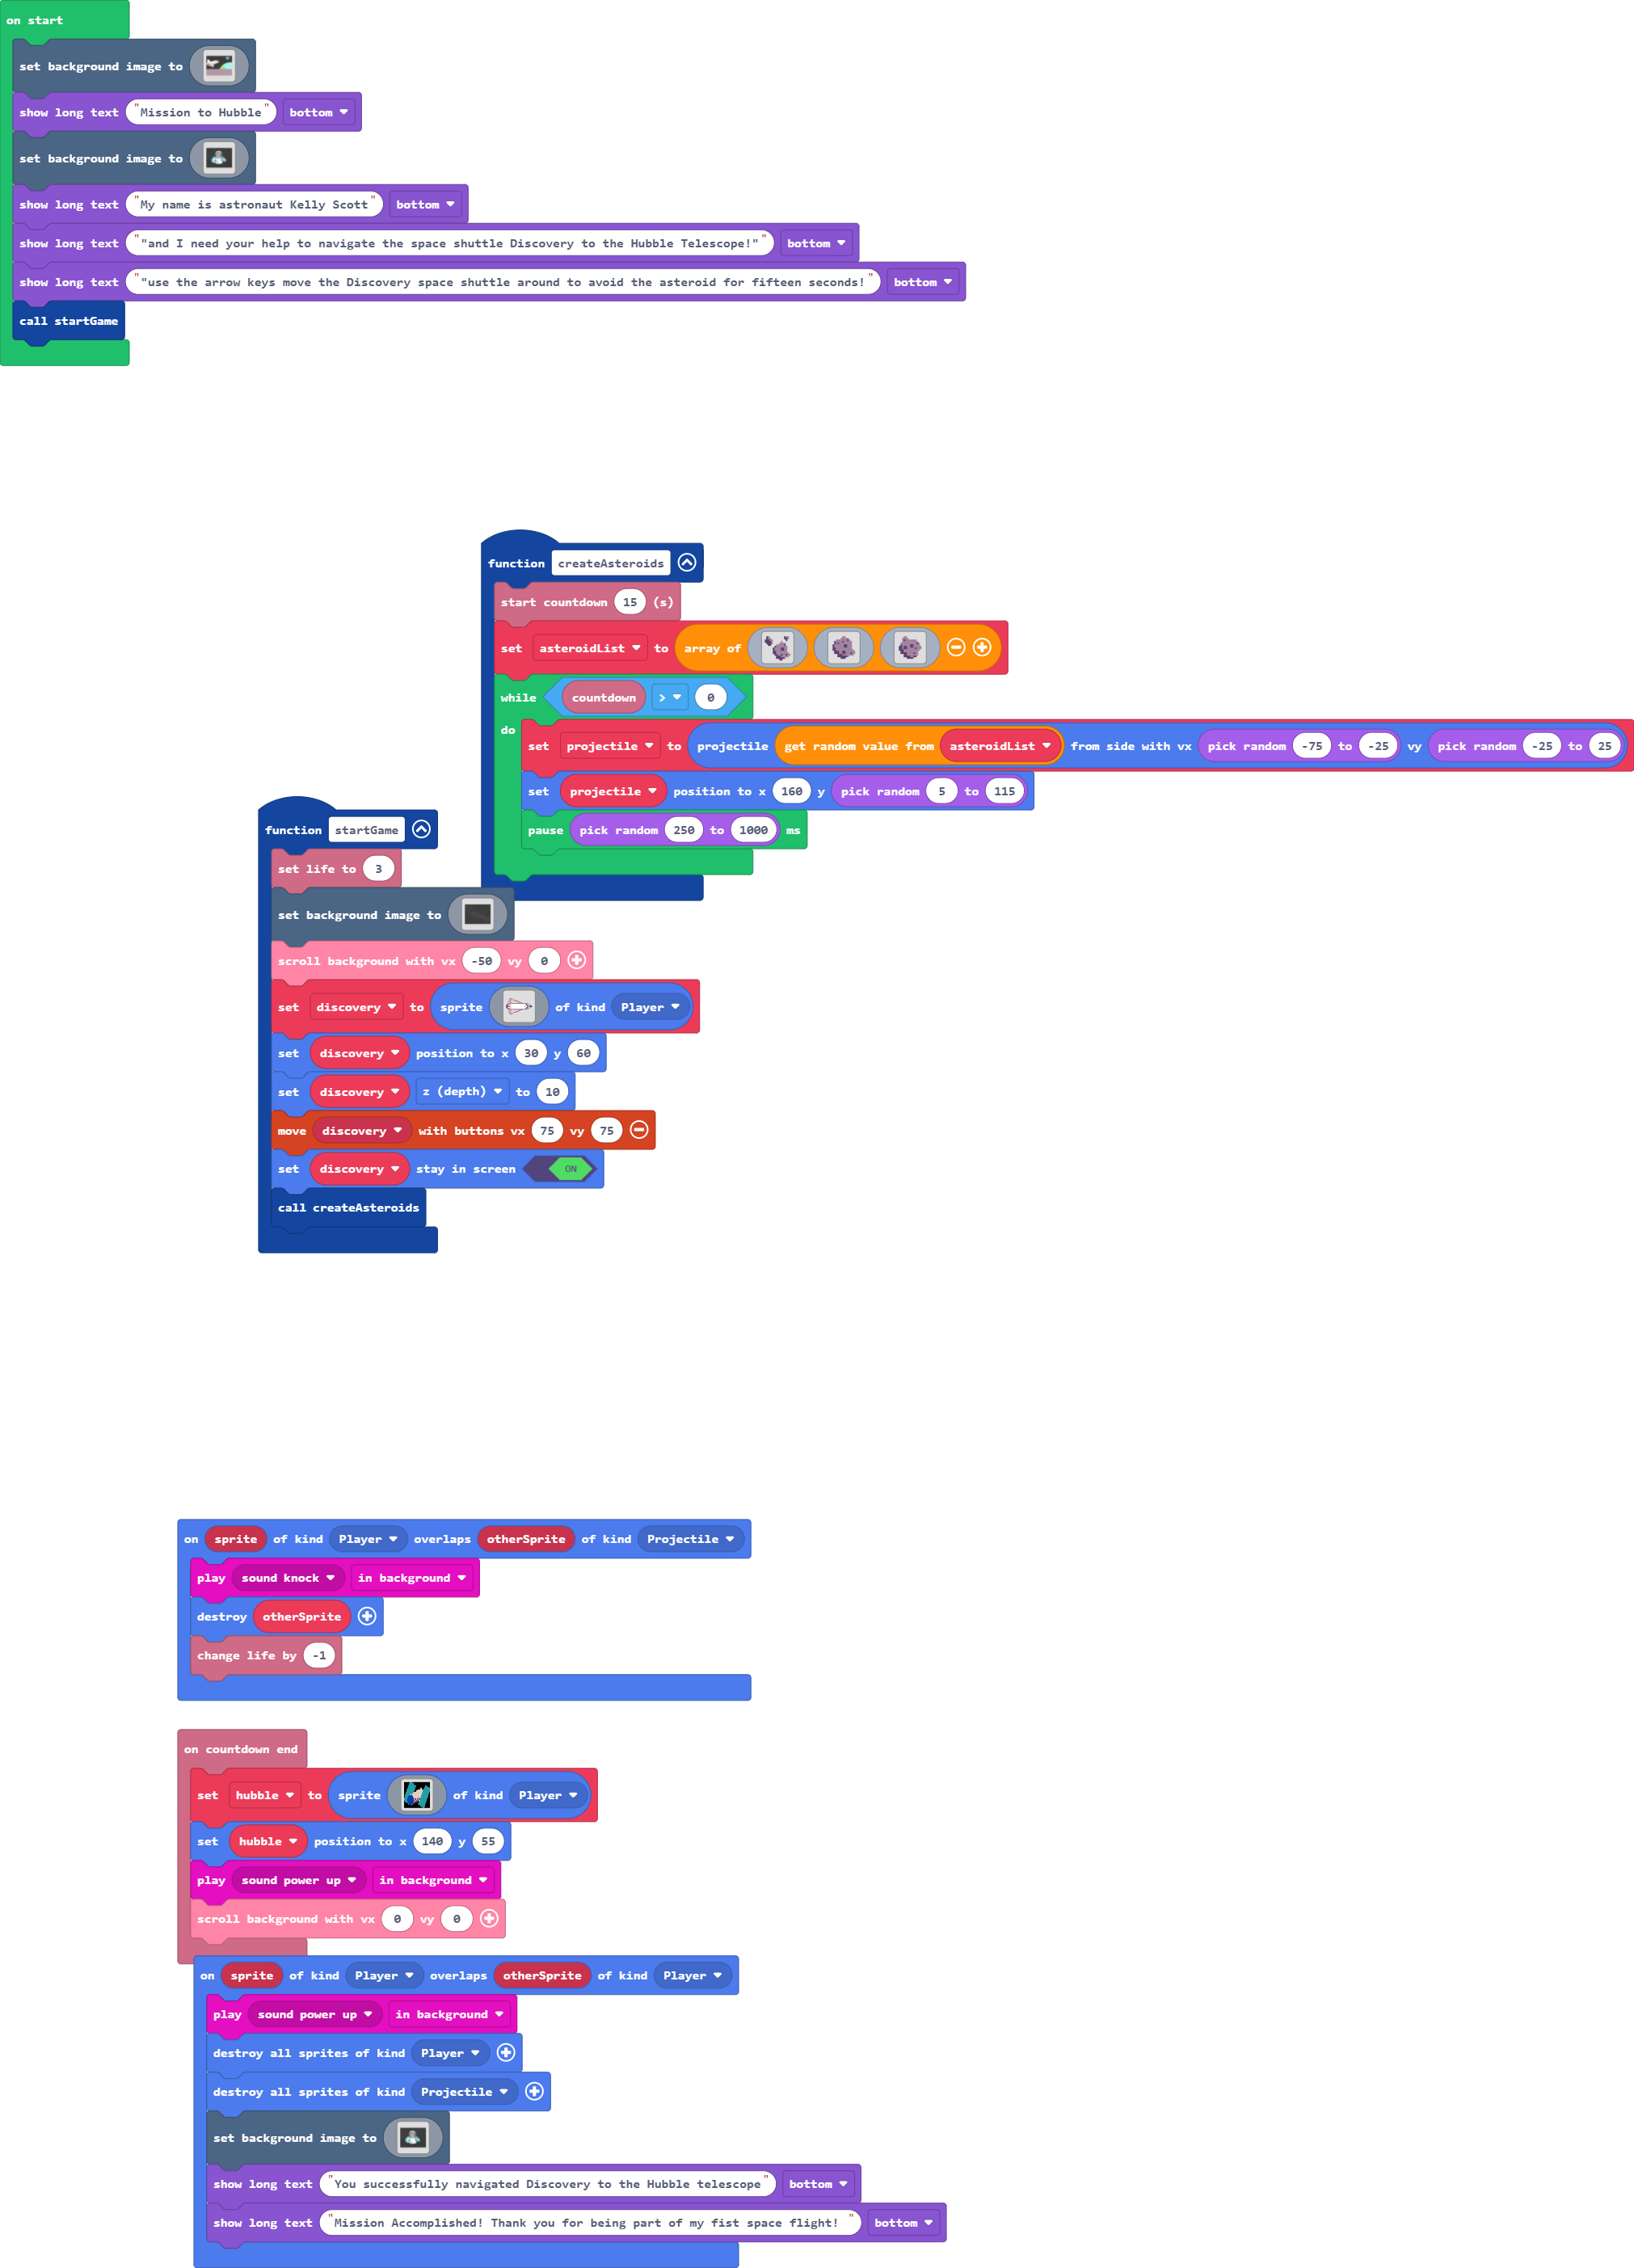 on start
set background image to
show long text "Mission to Hubble" bottom
set background image to
show long text "My name is astronaut Kelly Scott" bottom
show long text ""and I need your help to navigate the space shuttle Discovery to the Hubble Telescope!"" bottom
show long text ""use the arrow keys move the Discovery space shuttle around to avoid the asteroid for fifteen seconds!" bottom
call startGame
function createAsteroids
start countdown 15 (s)
set asteroidList to array of
while countdown > 0
do
set projectile to projectile get random value from asteroidList from side with vx pick random -75 to -25 vy pick random -25 to 25
set projectile position to x 160 y pick random 5 to 115
pause pick random 250 to 1000 ms
function startGame
set life to 3
set background image to
scroll background with vx -50 vy 0
set discovery to sprite of kind Player
set discovery position to x 30 y 60
set discovery z (depth) to 10
move discovery with buttons vx 75 vy 75
set discovery stay in screen ON
call createAsteroids
on sprite of kind Player overlaps otherSprite of kind Projectile
play sound knock in background
destroy otherSprite
change life by -1
on countdown end
set hubble to sprite of kind Player
set hubble position to x 140 y 55
play sound power up in background
scroll background with vx 0 vy 0
on sprite of kind Player overlaps otherSprite of kind Player
play sound power up in background
destroy all sprites of kind Player
destroy all sprites of kind Projectile
set background image to
show long text "You successfully navigated Discovery to the Hubble telescope" bottom
show long text "Mission Accomplished! Thank you for being part of my fist space flight! " bottom